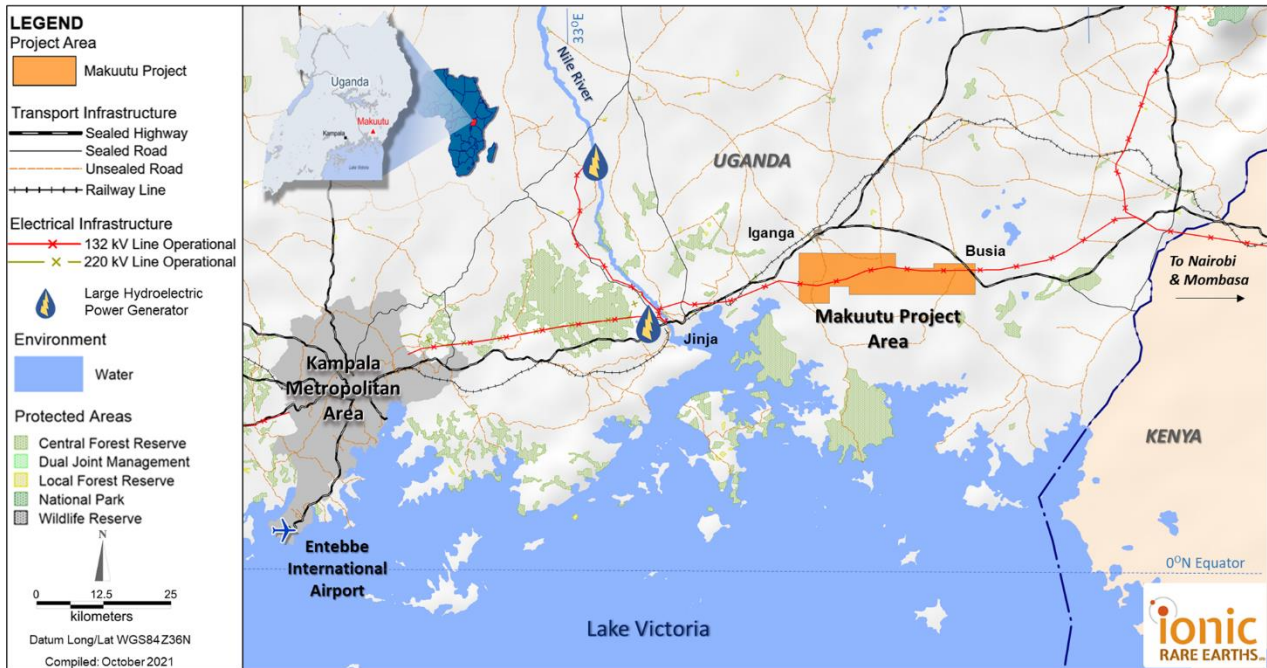 LEGEND
Project Area
Makuutu Project
Transport Infrastructure
Sealed Highway
Sealed Road
Unsealed Road
Railway Line
Electrical Infrastructure
132 kV Line Operational
220 kV Line Operational
Large Hydroelectric
Power Generator
Environment
Water
Protected Areas
Central Forest Reserve
Dual Joint Management
Local Forest Reserve
National Park
Wildlife Reserve
N
0 12.5 25
kilometers
Datum Long/Lat WGS84Z36N
Compiled: October 2021
Uganda
Kampala
Makuutu
Lake Victoria
33°E
Nile River
UGANDA
Iganga
Busia
To Nairobi
& Mombasa
Makuutu Project
Area
Jinja
Kampala
Metropolitan
Area
KENYA
Entebbe
International
Airport
0°N Equator
Lake Victoria
ionic
RARE EARTHS